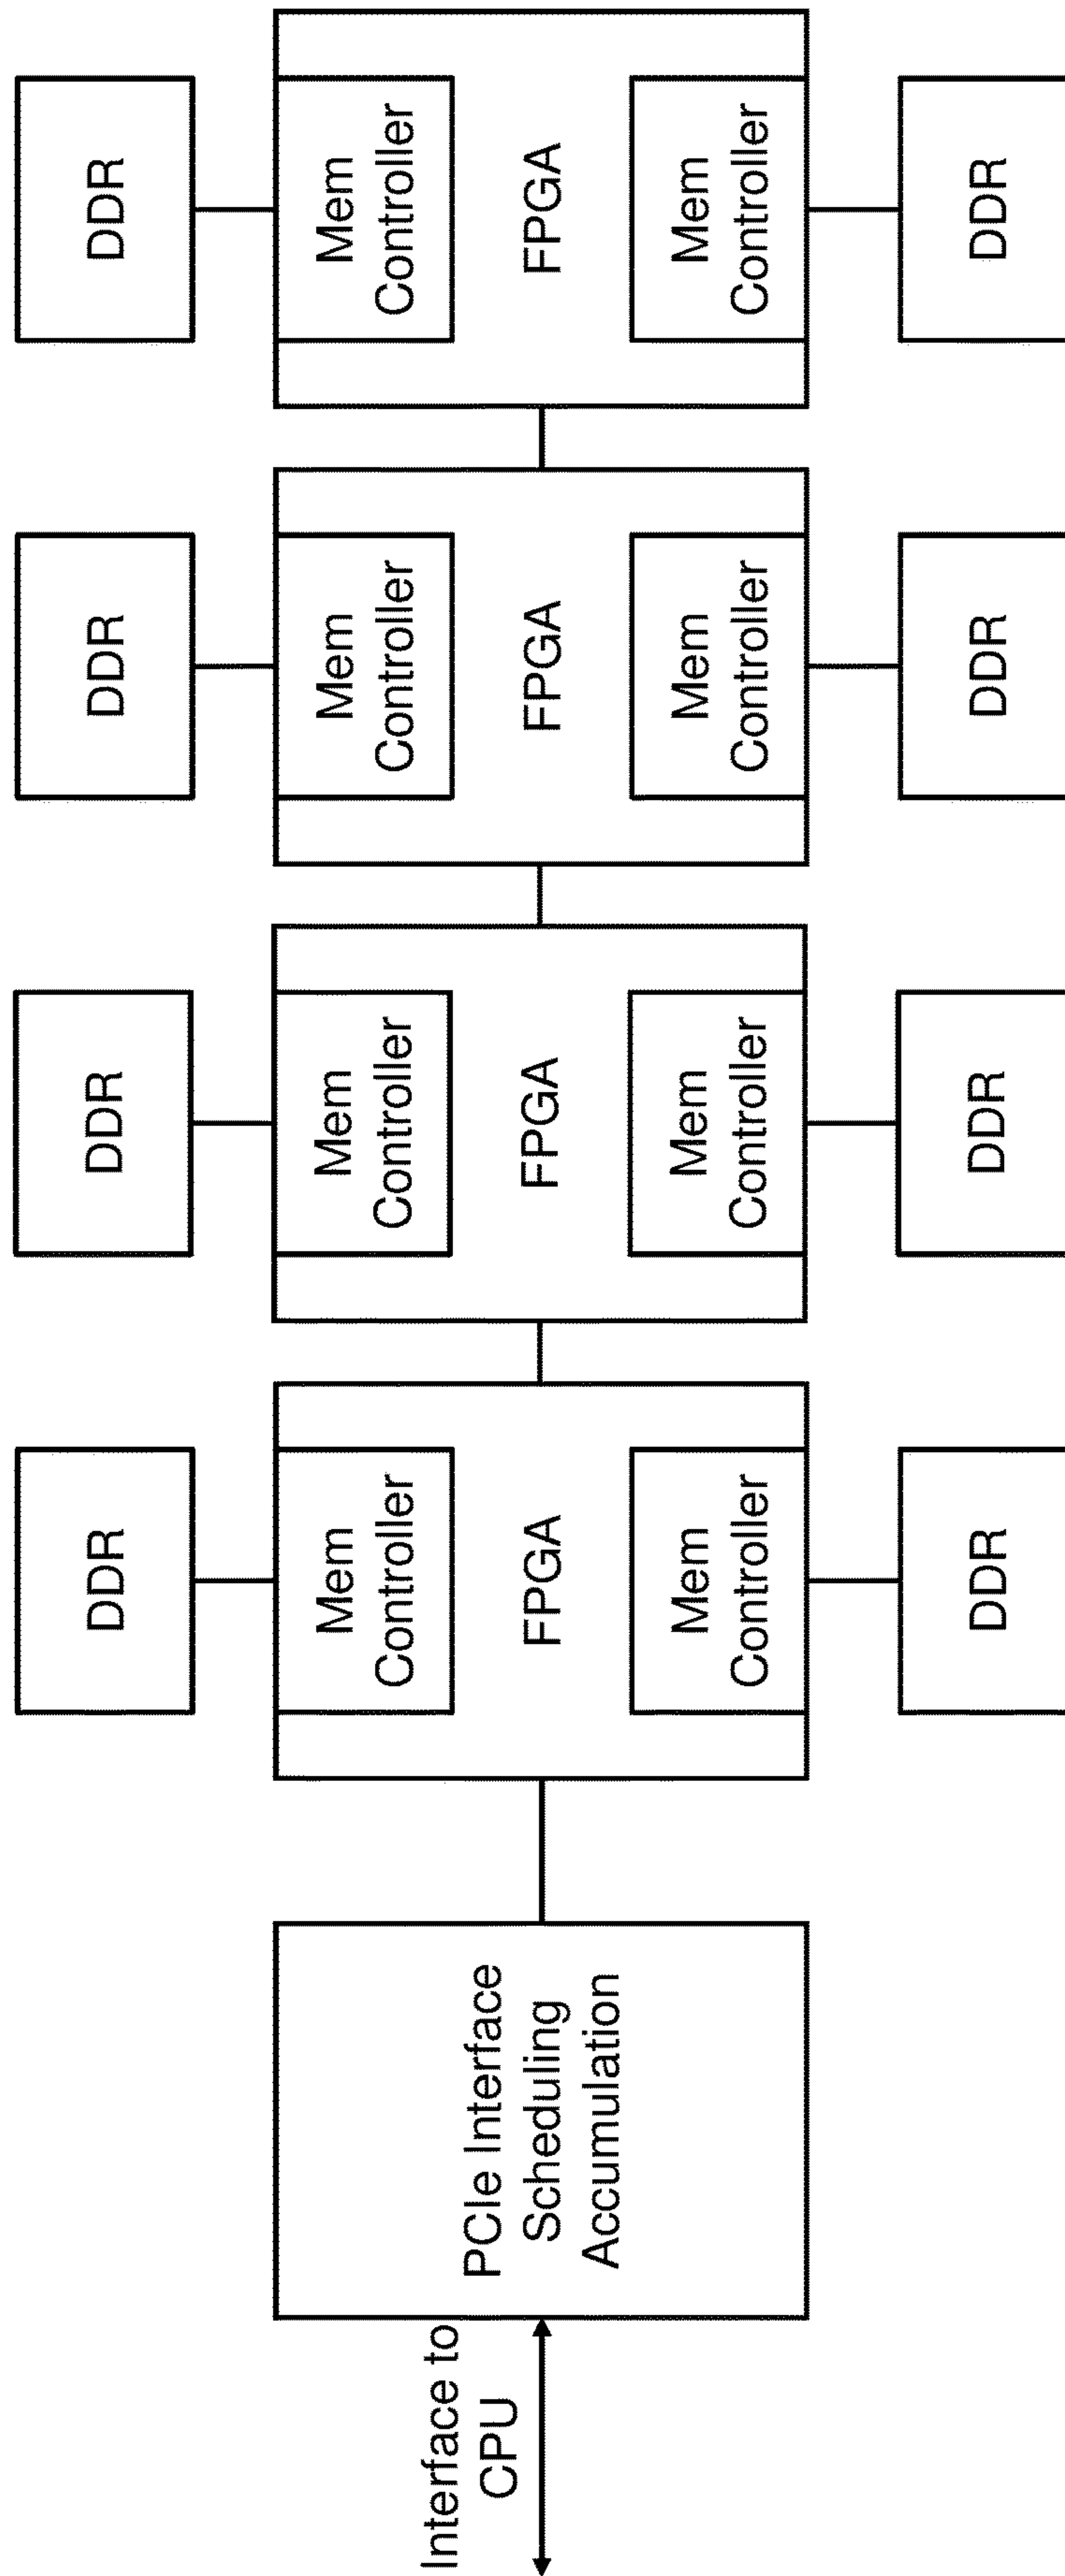 DDR
DDR
DDR
DDR
Mem
Controller
Mem
Controller
Mem
Controller
Mem
Controller
Interface to
CPU
PCIe Interface
Scheduling
Accumulation
FPGA
FPGA
FPGA
FPGA
Mem
Controller
Mem
Controller
Mem
Controller
Mem
Controller
DDR
DDR
DDR
DDR